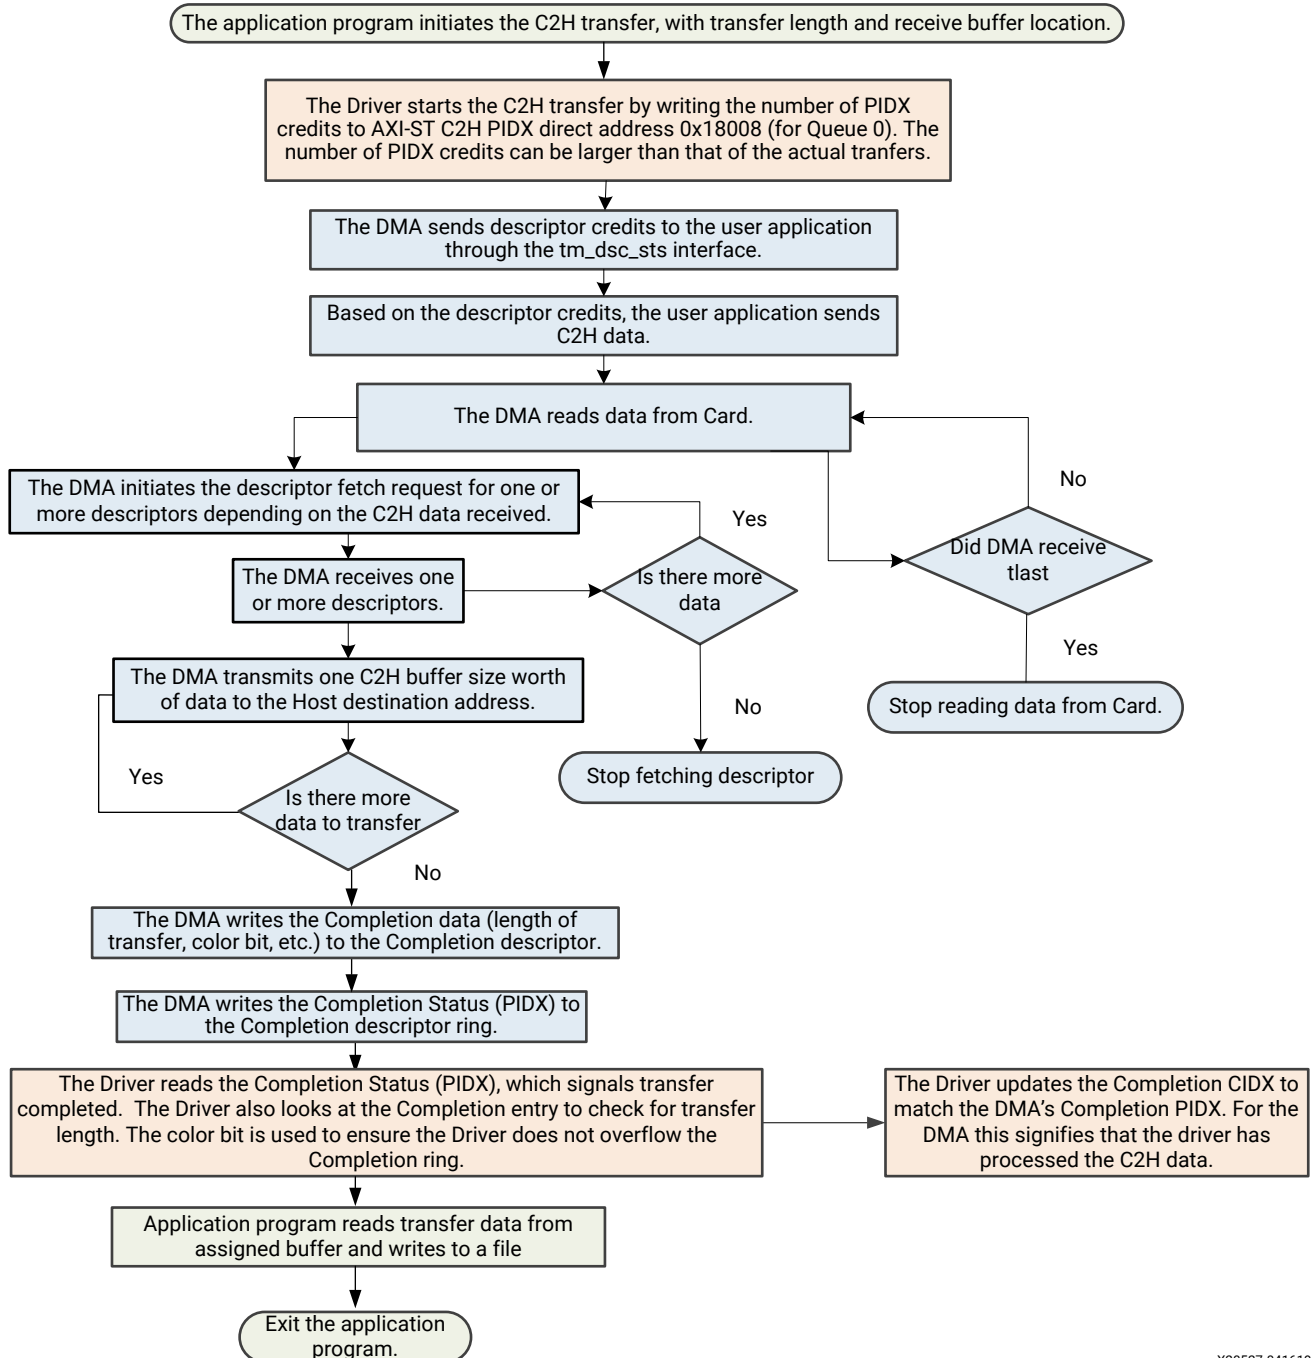 The application program initiates the C2H transfer, with transfer length and receive buffer location.
The Driver starts the C2H transfer by writing the number of PIDX
credits to AXI-ST C2H PIDX direct address 0x18008 (for Queue 0). The
number of PIDX credits can be larger than that of the actual tranfers.
The DMA sends descriptor credits to the user application
through the tm_dsc_sts interface.
Based on the descriptor credits, the user application sends
C2H data.
The DMA reads data from Card.
No
The DMA initiates the descriptor fetch request for one or
more descriptors depending on the C2H data received.
Yes
Did DMA receive
tlast
The DMA receives one
or more descriptors.
Is there more
data
Yes
The DMA transmits one C2H buffer size worth
of data to the Host destination address.
No
Stop reading data from Card.
Yes
Stop fetching descriptor
Is there more
data to transfer
No
The DMA writes the Completion data (length of
transfer, color bit, etc.) to the Completion descriptor.
The DMA writes the Completion Status (PIDX) to
the Completion descriptor ring.
The Driver reads the Completion Status (PIDX), which signals transfer
completed. The Driver also looks at the Completion entry to check for transfer
length. The color bit is used to ensure the Driver does not overflow the
Completion ring.
The Driver updates the Completion CIDX to
match the DMA's Completion PIDX. For the
DMA this signifies that the driver has
processed the C2H data.
Application program reads transfer data from
assigned buffer and writes to a file
Exit the application
program.